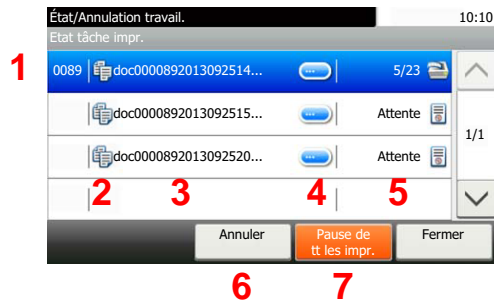 État/Annulation travail.
10:10
Etat tâche impr.
1
0089 doc0000892013092514... ... 5/23
doc0000892013092515... ... Attente
1/1
doc0000892013092520... ... Attente
2 3 4 5
Annuler
Pause de
tt les impr.
Fermer
6 7